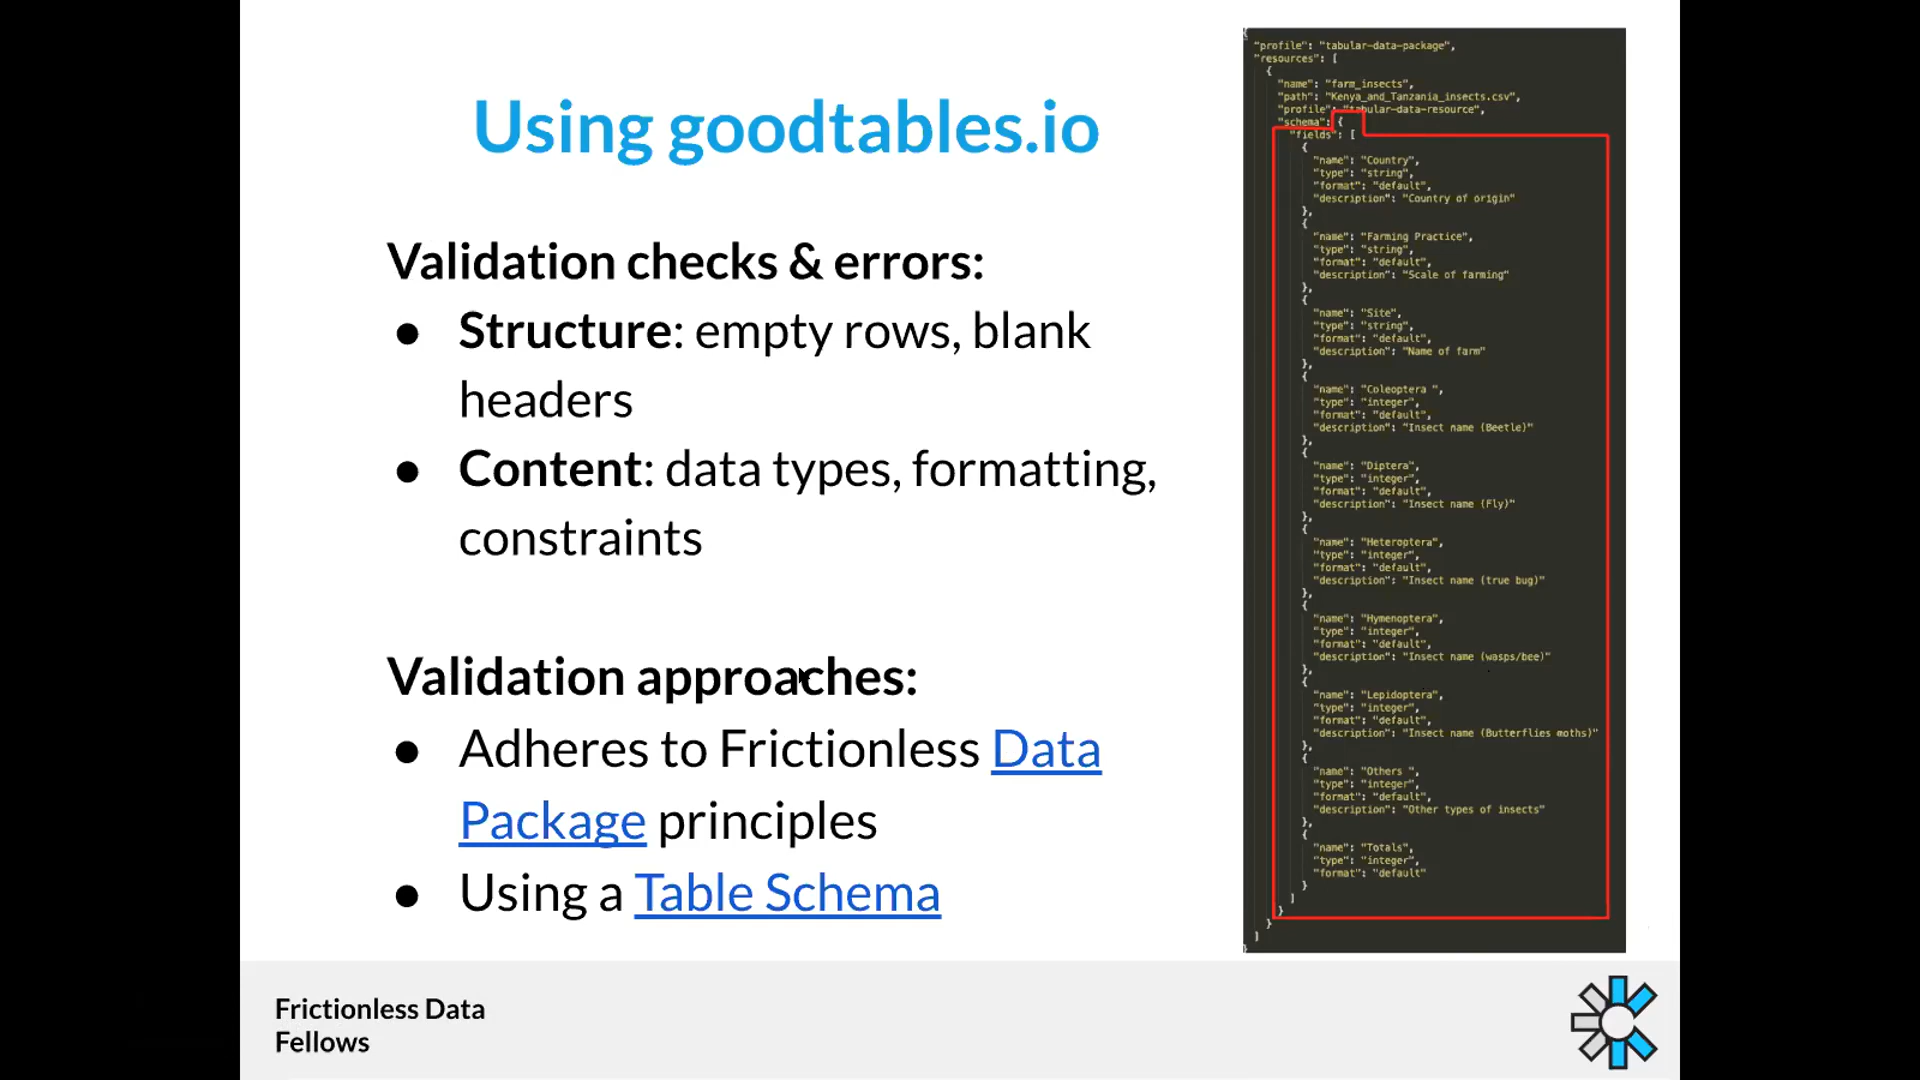 Using goodtables.io
Validation checks & errors:
● Structure: empty rows, blank
headers
● Content: data types, formatting,
constraints
Validation approaches:
● Adheres to Frictionless Data
Package principles
● Using a Table Schema
{
"profile": "tabular-data-package",
"resources": [
{
"name": "farm_insects",
"path": "Kenya_and_Tanzania_insects.csv",
"profile": "tabular-data-resource",
"schema": {
"fields": [
{
"name": "Country",
"type": "string",
"format": "default",
"description": "Country of origin"
},
{
"name": "Farming Practice",
"type": "string",
"format": "default",
"description": "Scale of farming"
},
{
"name": "Site",
"type": "string",
"format": "default",
"description": "Name of farm"
},
{
"name": "Coleoptera ",
"type": "integer",
"format": "default",
"description": "Insect name (Beetle)"
},
{
"name": "Diptera",
"type": "integer",
"format": "default",
"description": "Insect name (Fly)"
},
{
"name": "Heteroptera",
"type": "integer",
"format": "default",
"description": "Insect name (true bug)"
},
{
"name": "Hymenoptera",
"type": "integer",
"format": "default",
"description": "Insect name (wasps/bee)"
},
{
"name": "Lepidoptera",
"type": "integer",
"format": "default",
"description": "Insect name (Butterflies moths)"
},
{
"name": "Others ",
"type": "integer",
"format": "default",
"description": "Other types of insects"
},
{
"name": "Totals",
"type": "integer",
"format": "default"
}
]
}
}
]
}
Frictionless Data
Fellows